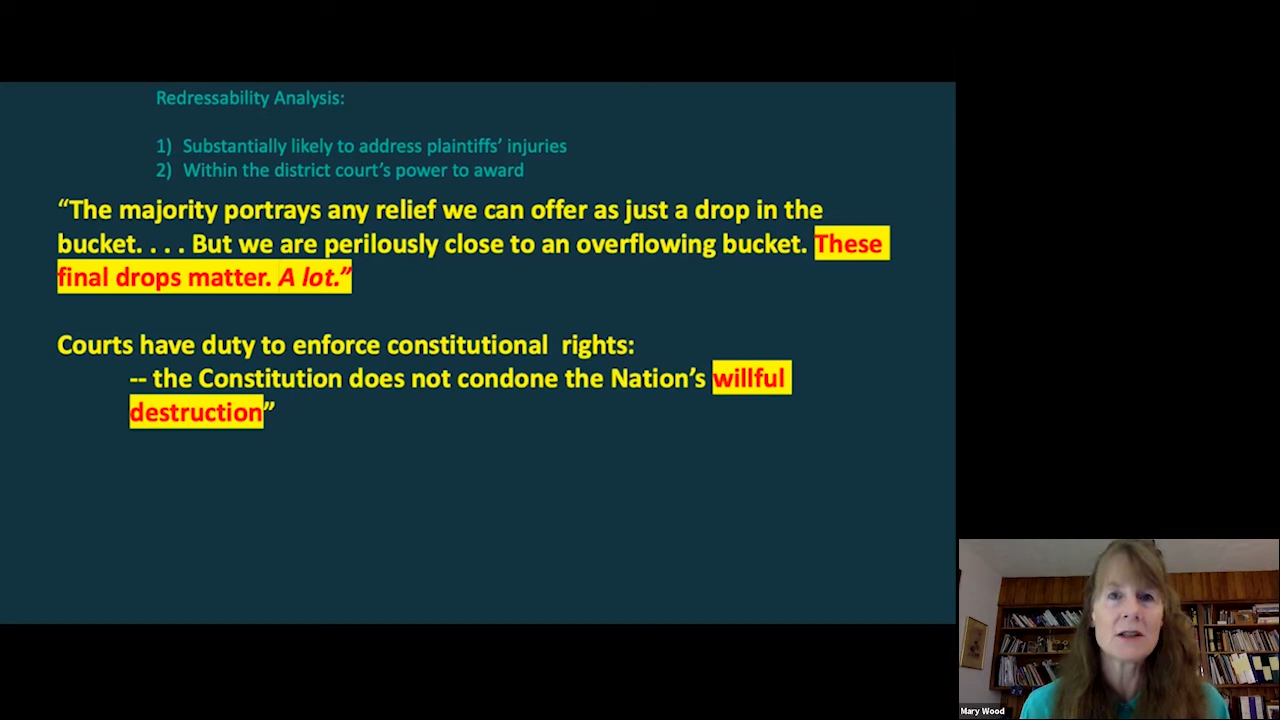 Redressability Analysis:
1) Substantially likely to address plaintiffs’ injuries
2) Within the district court’s power to award
“The majority portrays any relief we can offer as just a drop in the
bucket. . . . But we are perilously close to an overflowing bucket. These
final drops matter. A lot.”
Courts have duty to enforce constitutional rights:
-- the Constitution does not condone the Nation’s willful
destruction”
Mary Wood